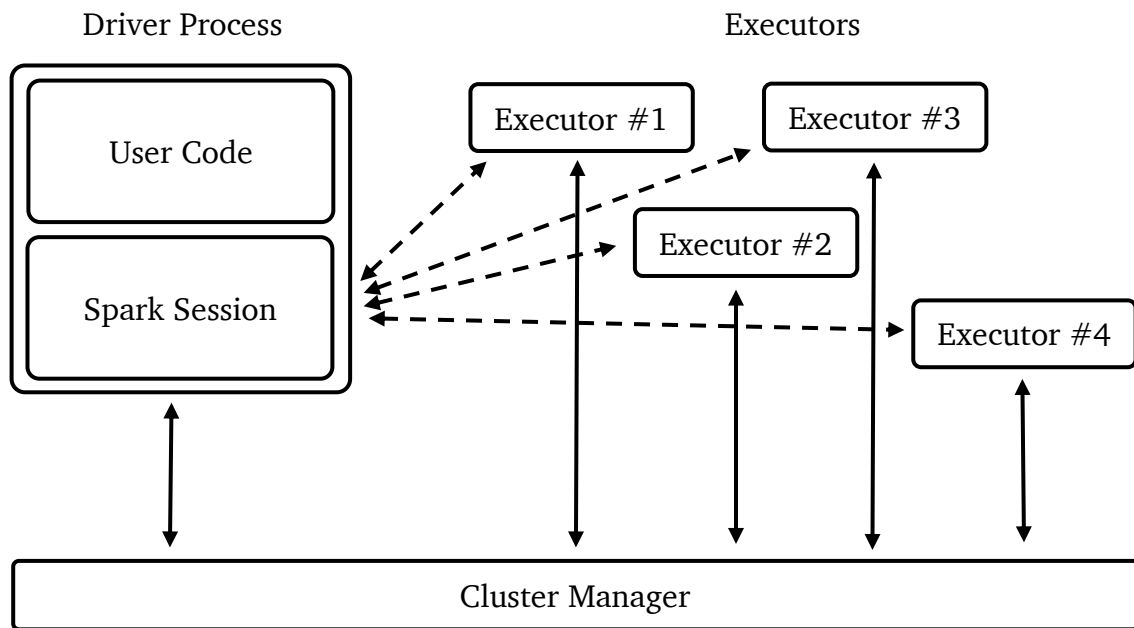 Driver Process
Executors
User Code
Spark Session
Executor #1
Executor #3
Executor #2
Executor #4
Cluster Manager